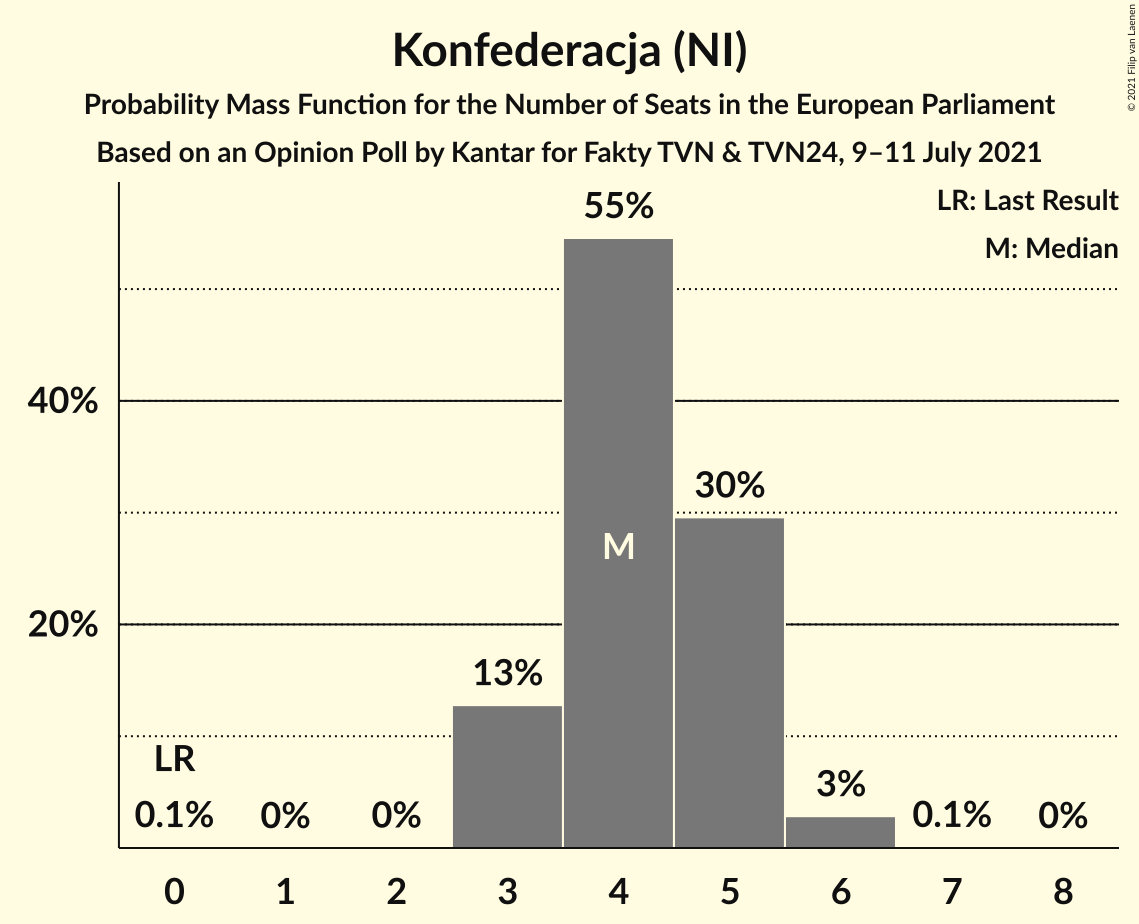 Konfederacja (NI)
Probability Mass Function for the Number of Seats in the European Parliament
Based on an Opinion Poll by Kantar for Fakty TVN & TVN24, 9–11 July 2021
© 2021 Filip van Laenen
LR: Last Result
M: Median
55%
40%
30%
M
20%
13%
LR
3%
0.1% 0% 0% 0.1% 0%
0 1 2 3 4 5 6 7 8